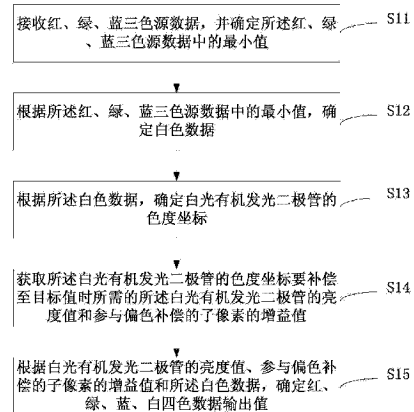 接收红、绿、蓝三色源数据,并确定所述红、绿
、蓝三色源数据中的最小值
S11
根据所述红、绿、蓝三色源数据中的最小值,确
定白色数据
S12
根据所述白色数据,确定白光有机发光二极管的
色度坐标
S13
获取所述白光有机发光二极管的色度坐标要补偿
至目标值时所需的所述白光有机发光二极管的亮
度值和参与偏色补偿的子像素的增益值
S14
根据白光有机发光二极管的亮度值、参与偏色补
偿的子像素的增益值和所述白色数据,确定红、
绿、蓝、白四色数据输出值
S15